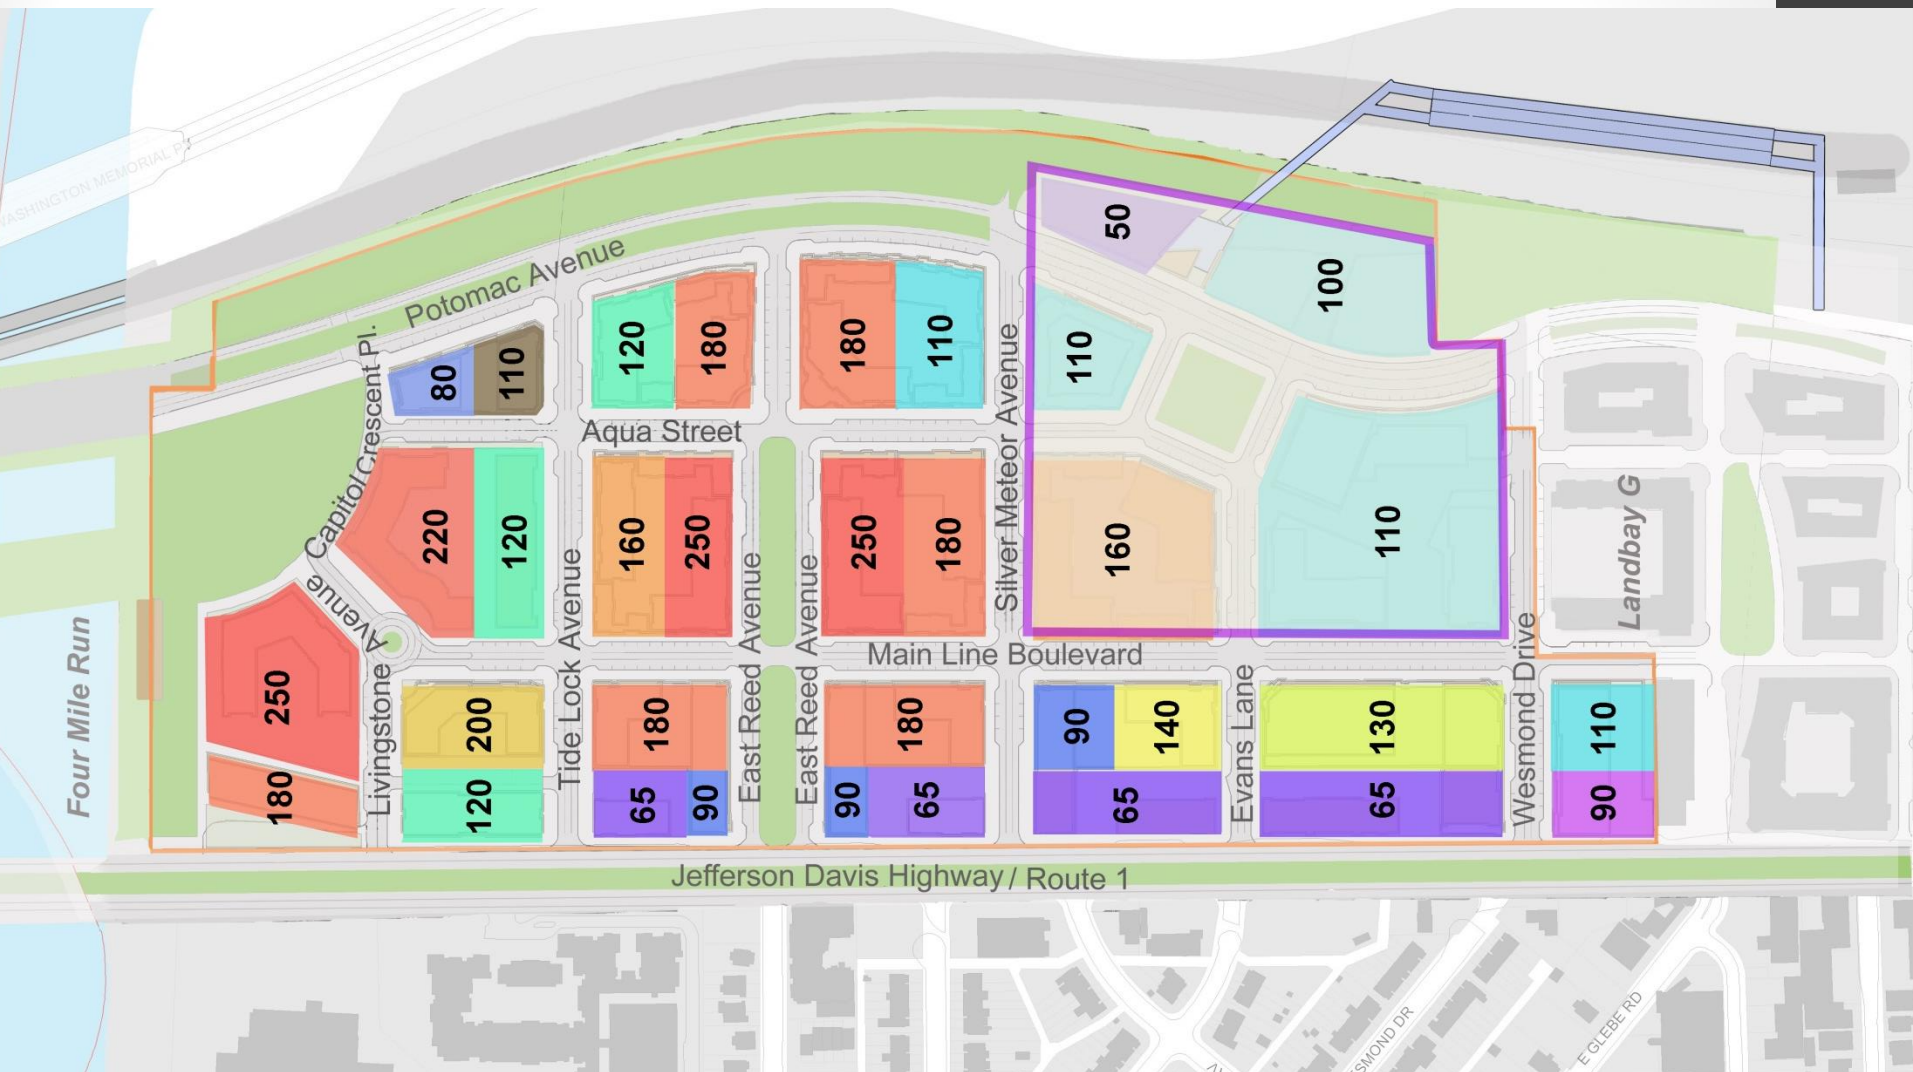 WASHINGTON MEMORIAL P
50
Potomac Avenue
100
120
180
180
110
110
80
110
Capitol Crescent Pl.
Aqua Street
Silver Meteor Avenue
220
120
160
250
250
180
160
110
Landbay G
Avenue
Livingstone
Tide Lock Avenue
East Reed Avenue
East Reed Avenue
Main Line Boulevard
Four Mile Run
250
200
180
180
90
140
Evans Lane
130
Wesmond Drive
110
180
120
65
90
90
65
65
65
90
Jefferson Davis Highway / Route 1
SMOND DR
E GLEBE RD